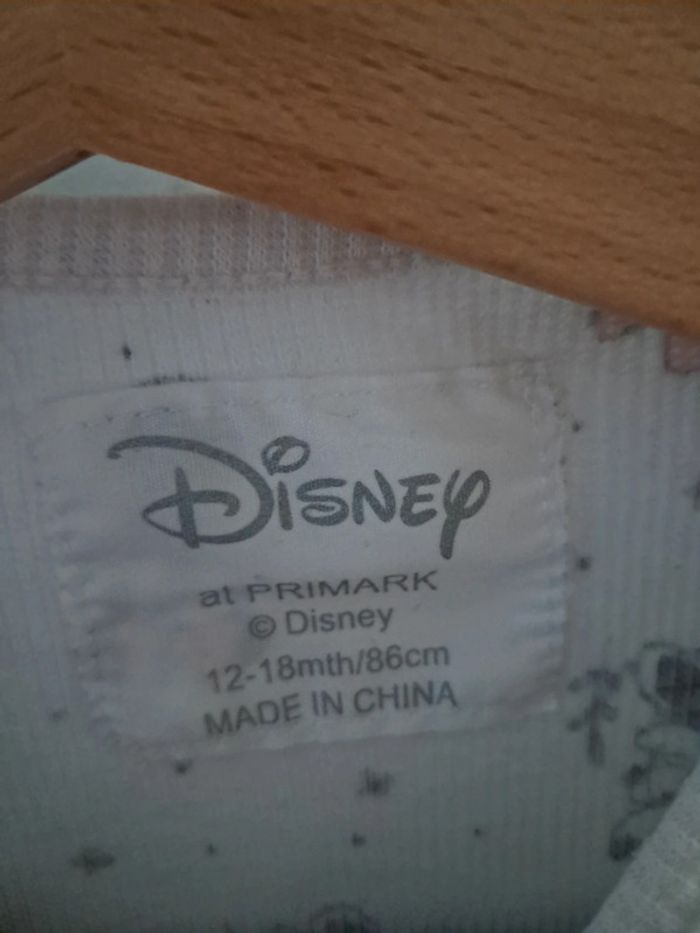 Disney
at PRIMARK
© Disney
12-18mth/86cm
MADE IN CHINA